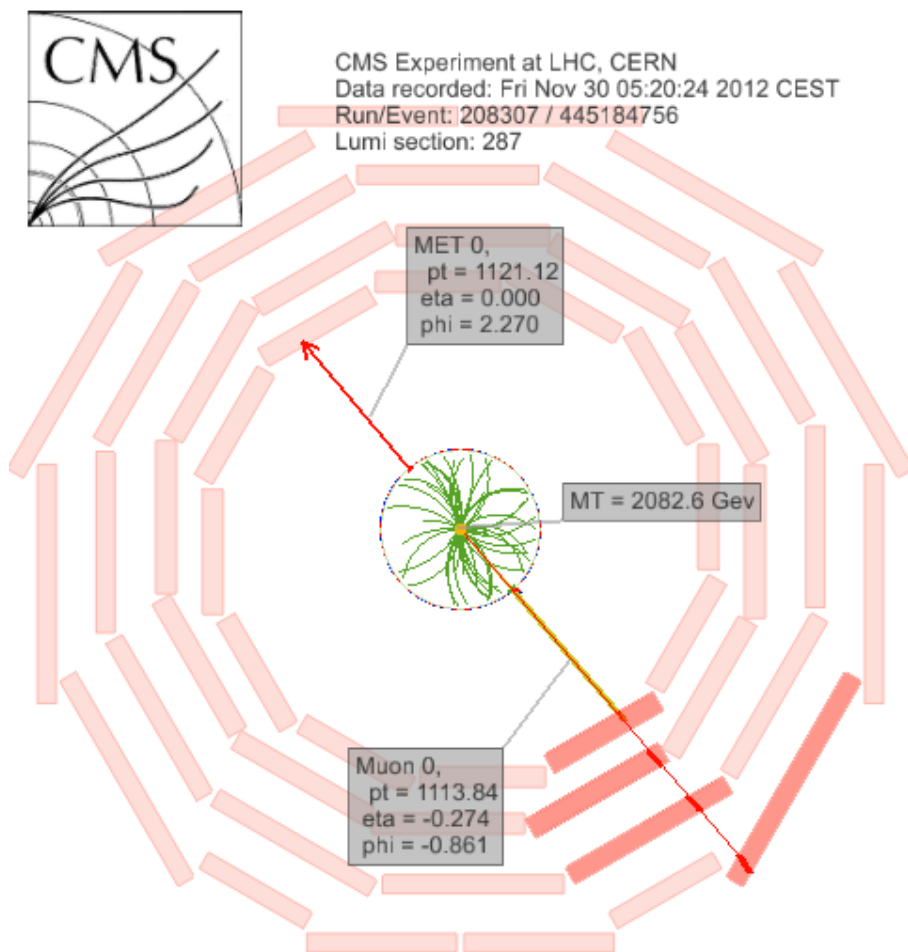 CMS
CMS Experiment at LHC, CERN
Data recorded: Fri Nov 30 05:20:24 2012 CEST
Run/Event: 208307 / 445184756
Lumi section: 287
MET 0,
pt = 1121.12
eta = 0.000
phi = 2.270
MT = 2082.6 Gev
Muon 0,
pt = 1113.84
eta = -0.274
phi = -0.861